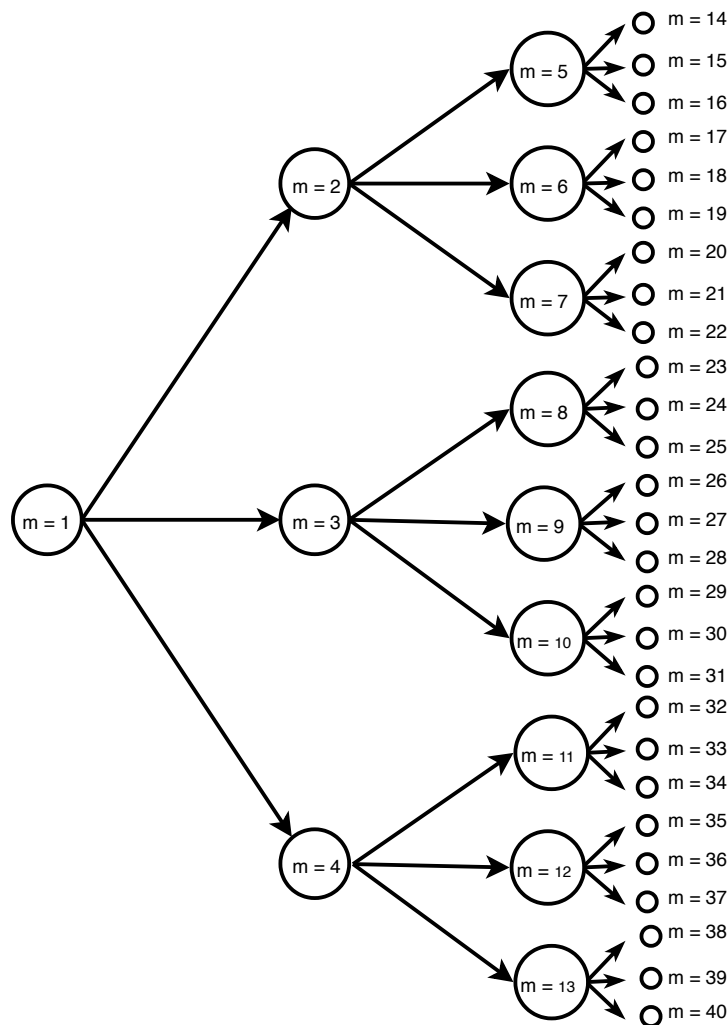 m = 1
m = 2
m = 3
m = 4
m = 5
m = 6
m = 7
m = 8
m = 9
m = 10
m = 11
m = 12
m = 13
m = 14
m = 15
m = 16
m = 17
m = 18
m = 19
m = 20
m = 21
m = 22
m = 23
m = 24
m = 25
m = 26
m = 27
m = 28
m = 29
m = 30
m = 31
m = 32
m = 33
m = 34
m = 35
m = 36
m = 37
m = 38
m = 39
m = 40